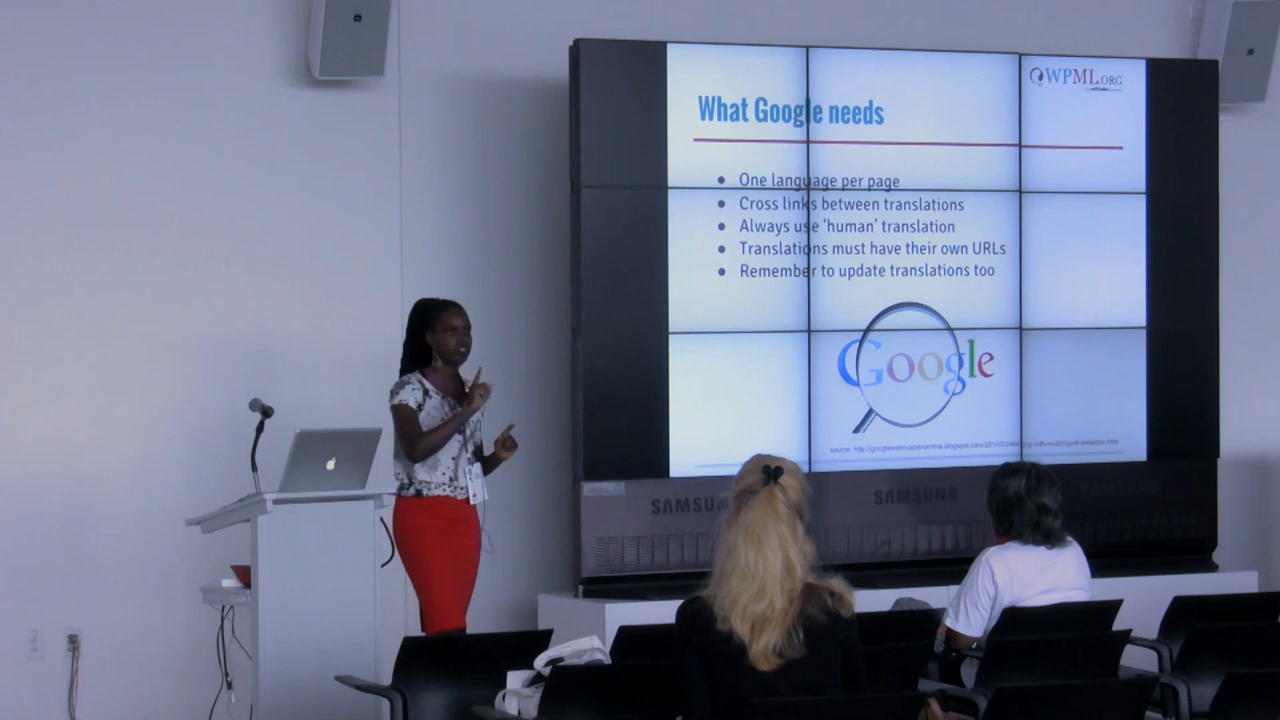 WPML.ORG
What Google needs
One language per page
Cross links between translations
Always use 'human' translation
Translations must have their own URLs
Remember to update translations too
Google
SAMSUNG
SAMSUNG